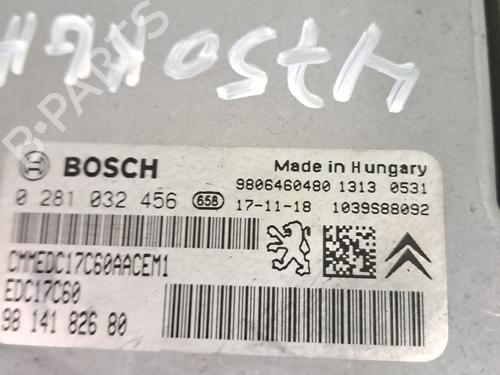 B-PARTS
BOSCH
Made in Hungary
0 281 032 456 658
9806460480 1313 0531
17-11-18 1039S88092
CMMEDC17C60AACEM1
EDC17C60
98 141 826 80